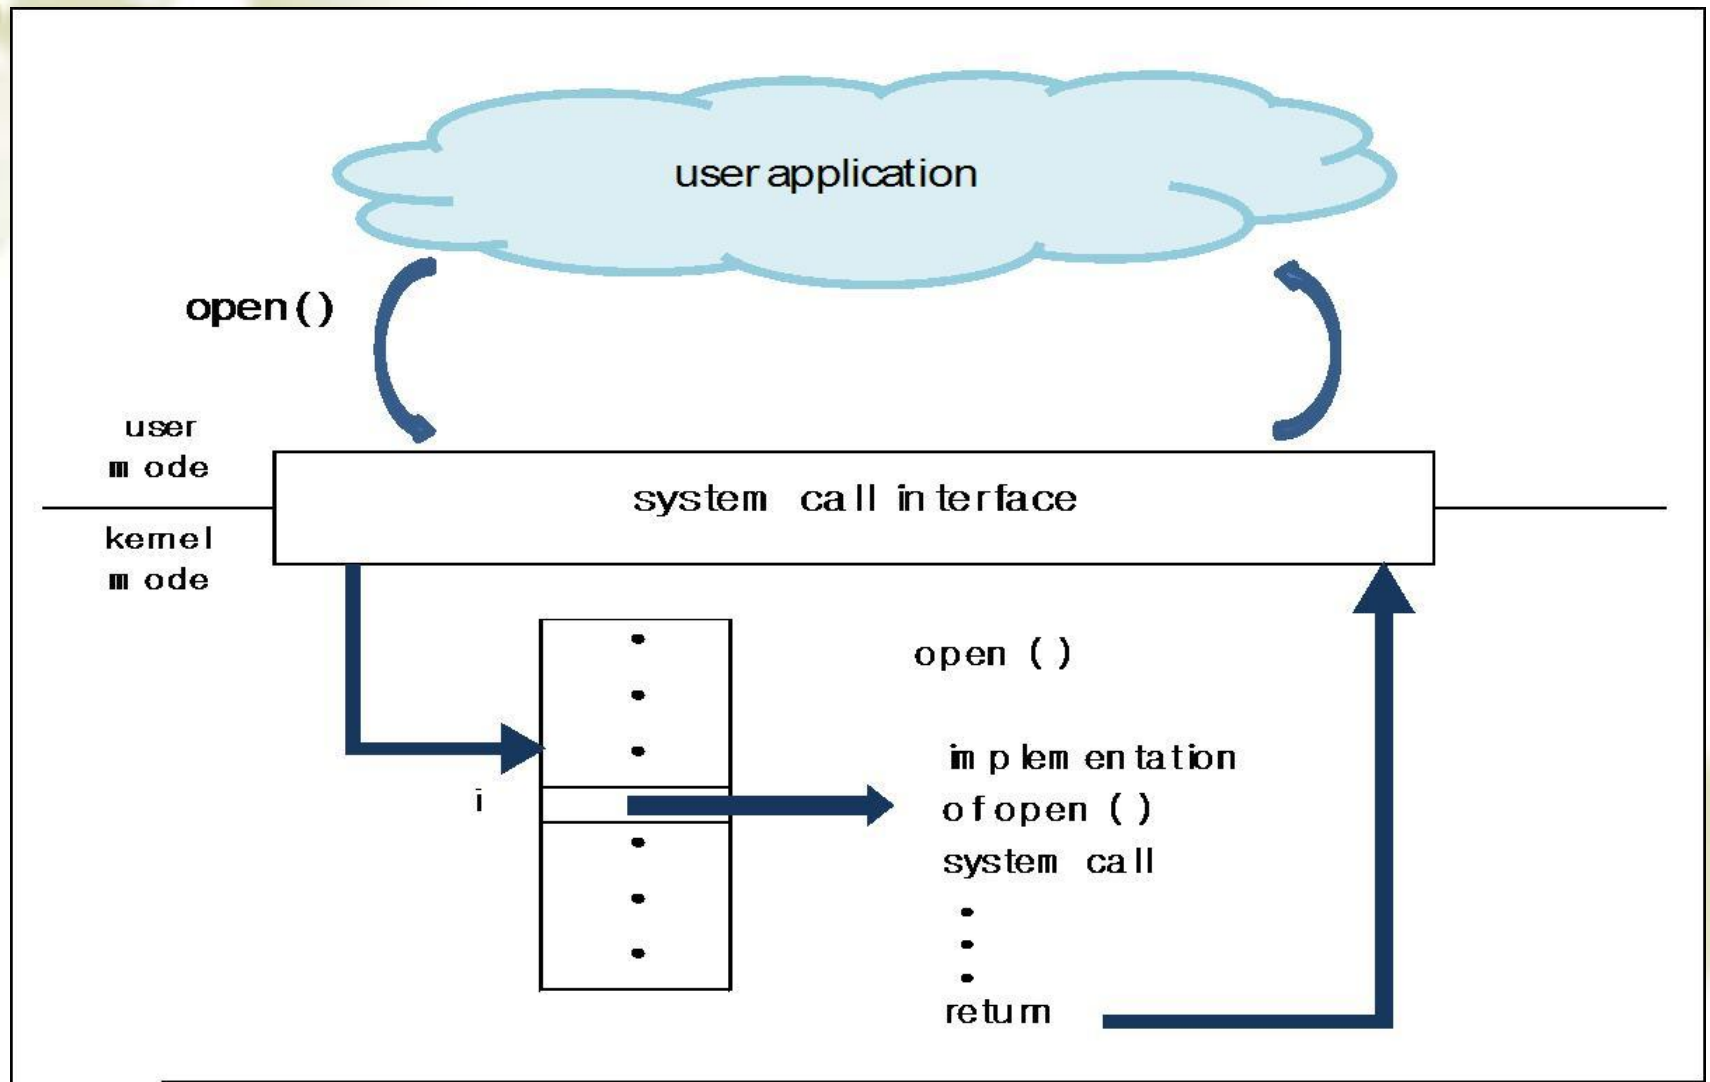 user application
open()
user
mode
system call interface
kernel
mode
open ( )
i
implementation
of open ( )
system call
return